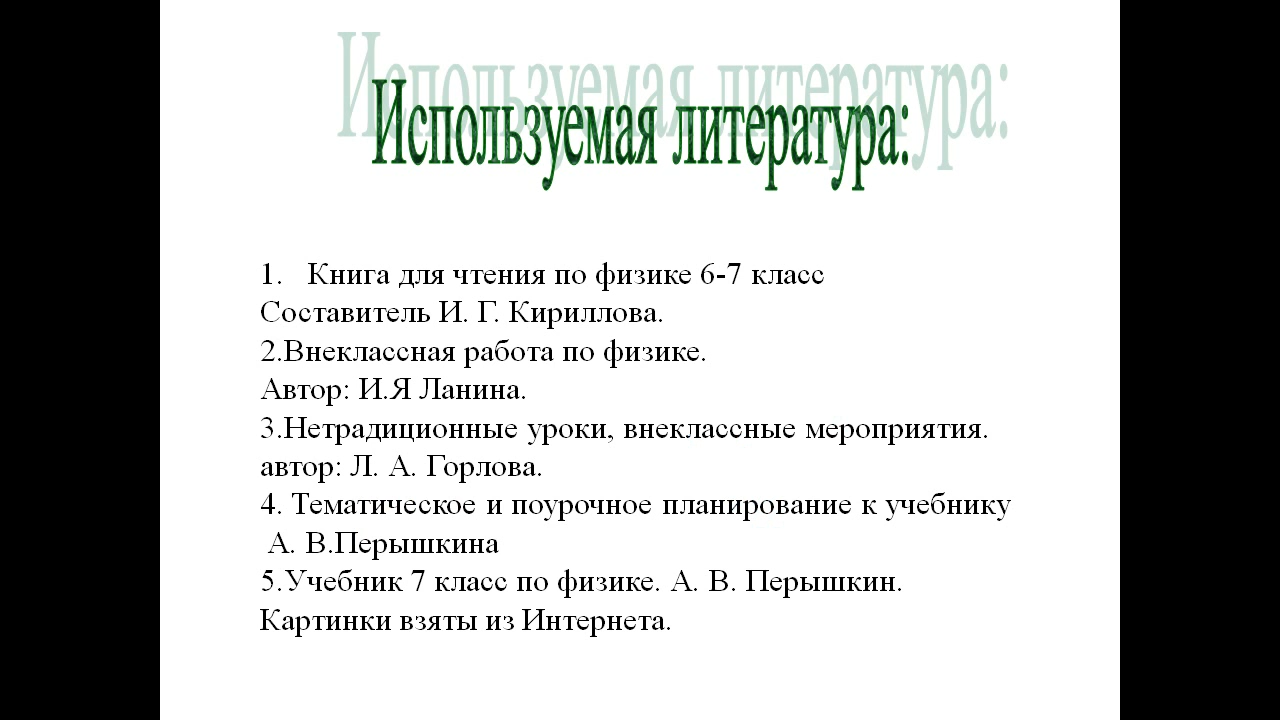 Используемая литература:
1. Книга для чтения по физике 6-7 класс
Составитель И. Г. Кириллова.
2.Внеклассная работа по физике.
Автор: И.Я Ланина.
3.Нетрадиционные уроки, внеклассные мероприятия.
автор: Л. А. Горлова.
4. Тематическое и поурочное планирование к учебнику
А. В.Перышкина
5.Учебник 7 класс по физике. А. В. Перышкин.
Картинки взяты из Интернета.